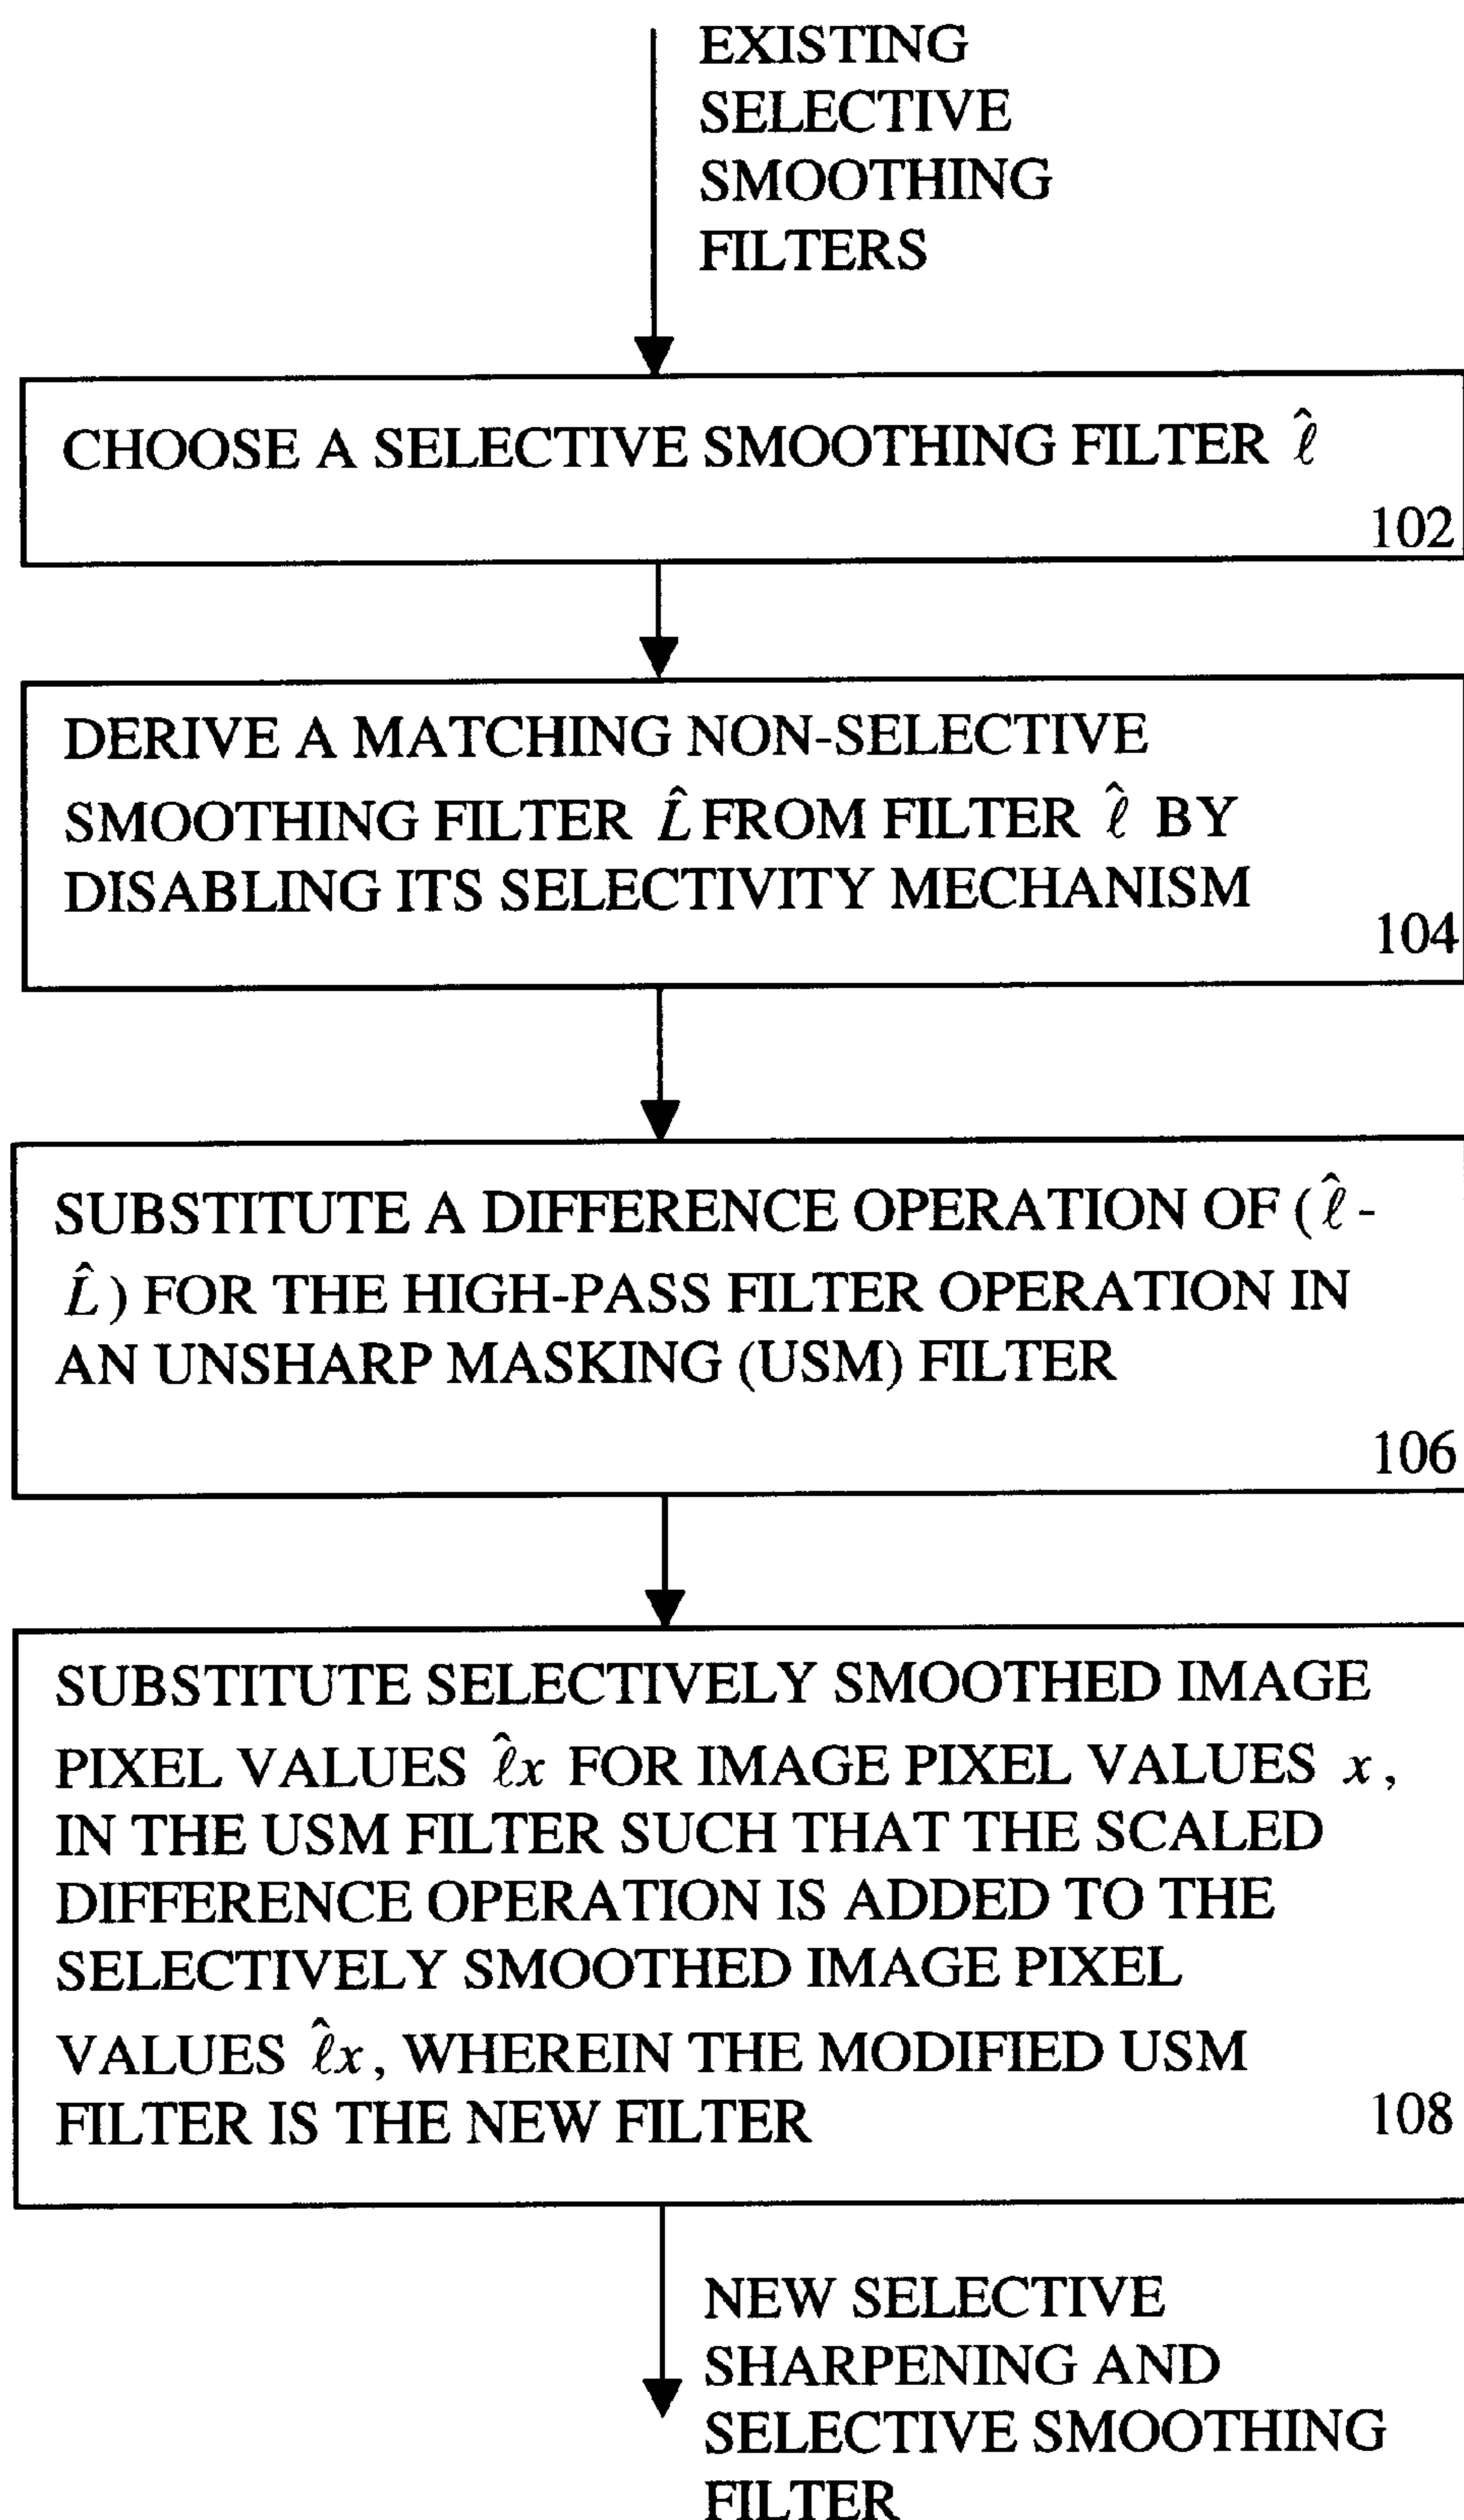 EXISTING
SELECTIVE
SMOOTHING
FILTERS
CHOOSE A SELECTIVE SMOOTHING FILTER ℓ̂
102
DERIVE A MATCHING NON-SELECTIVE
SMOOTHING FILTER L̂ FROM FILTER ℓ̂ BY
DISABLING ITS SELECTIVITY MECHANISM
104
SUBSTITUTE A DIFFERENCE OPERATION OF (ℓ̂ -
L̂) FOR THE HIGH-PASS FILTER OPERATION IN
AN UNSHARP MASKING (USM) FILTER
106
SUBSTITUTE SELECTIVELY SMOOTHED IMAGE
PIXEL VALUES ℓ̂x FOR IMAGE PIXEL VALUES x,
IN THE USM FILTER SUCH THAT THE SCALED
DIFFERENCE OPERATION IS ADDED TO THE
SELECTIVELY SMOOTHED IMAGE PIXEL
VALUES ℓ̂x, WHEREIN THE MODIFIED USM
FILTER IS THE NEW FILTER
108
NEW SELECTIVE
SHARPENING AND
SELECTIVE SMOOTHING
FILTER